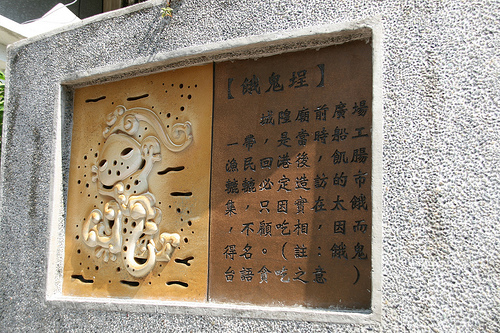 【餓鬼埕】
城隍廟前廣場
一帶,是當時船工
漁民回港後,飢腸
轆轆必定造訪的市
集,只因實在太餓
,不顧吃相,因而
得名。(註:餓鬼
台語貪吃之意)